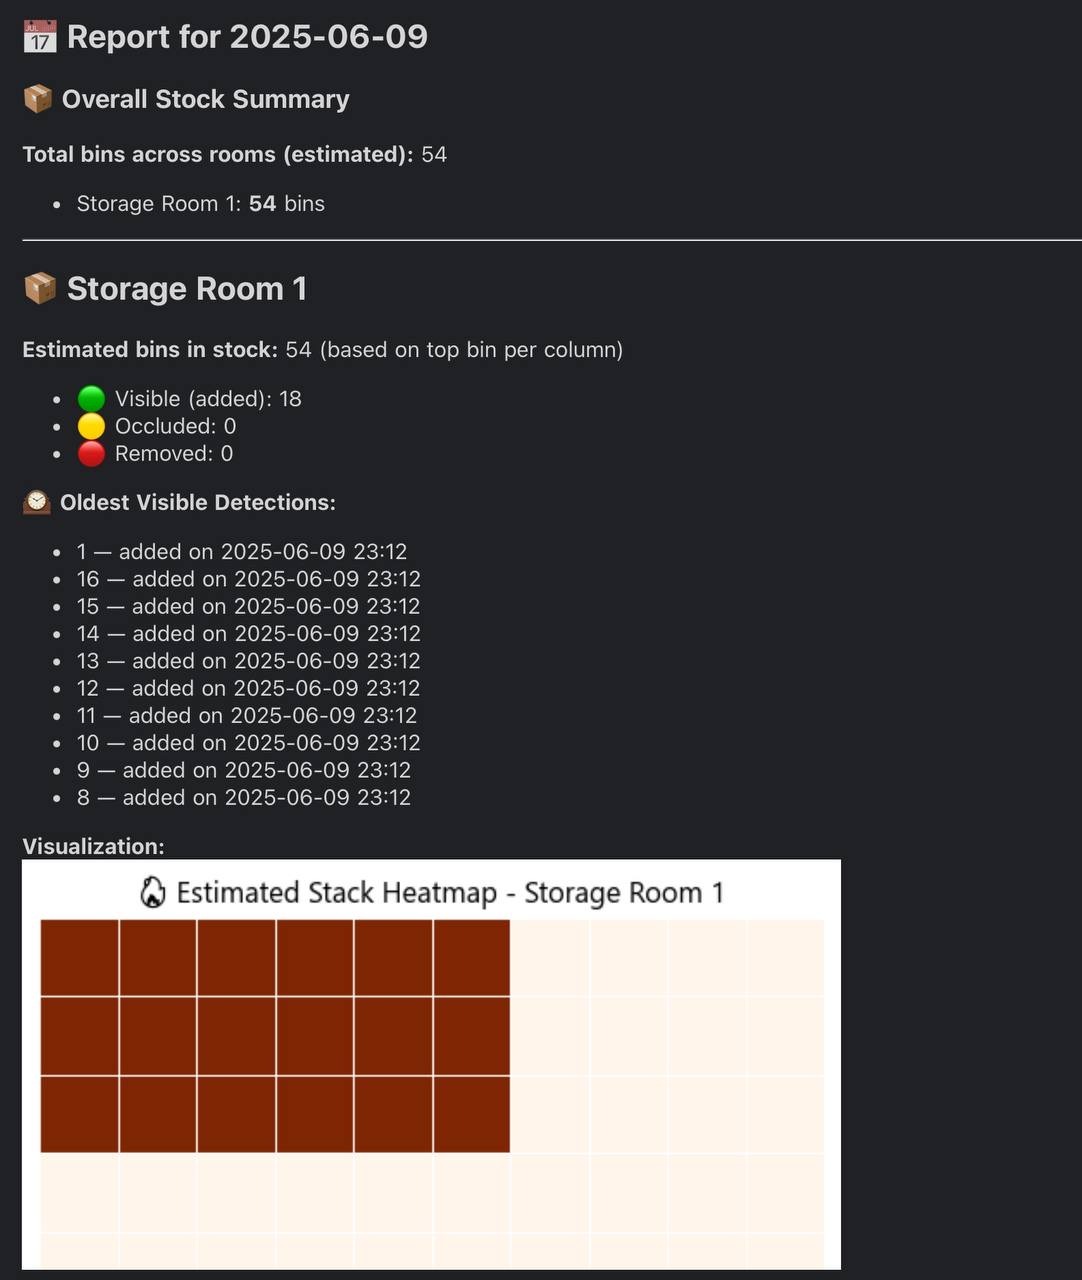 JUL
17
Report for 2025-06-09
Overall Stock Summary
Total bins across rooms (estimated): 54
• Storage Room 1: 54 bins
Storage Room 1
Estimated bins in stock: 54 (based on top bin per column)
• Visible (added): 18
• Occluded: 0
• Removed: 0
Oldest Visible Detections:
• 1 — added on 2025-06-09 23:12
• 16 — added on 2025-06-09 23:12
• 15 — added on 2025-06-09 23:12
• 14 — added on 2025-06-09 23:12
• 13 — added on 2025-06-09 23:12
• 12 — added on 2025-06-09 23:12
• 11 — added on 2025-06-09 23:12
• 10 — added on 2025-06-09 23:12
• 9 — added on 2025-06-09 23:12
• 8 — added on 2025-06-09 23:12
Visualization:
Estimated Stack Heatmap - Storage Room 1